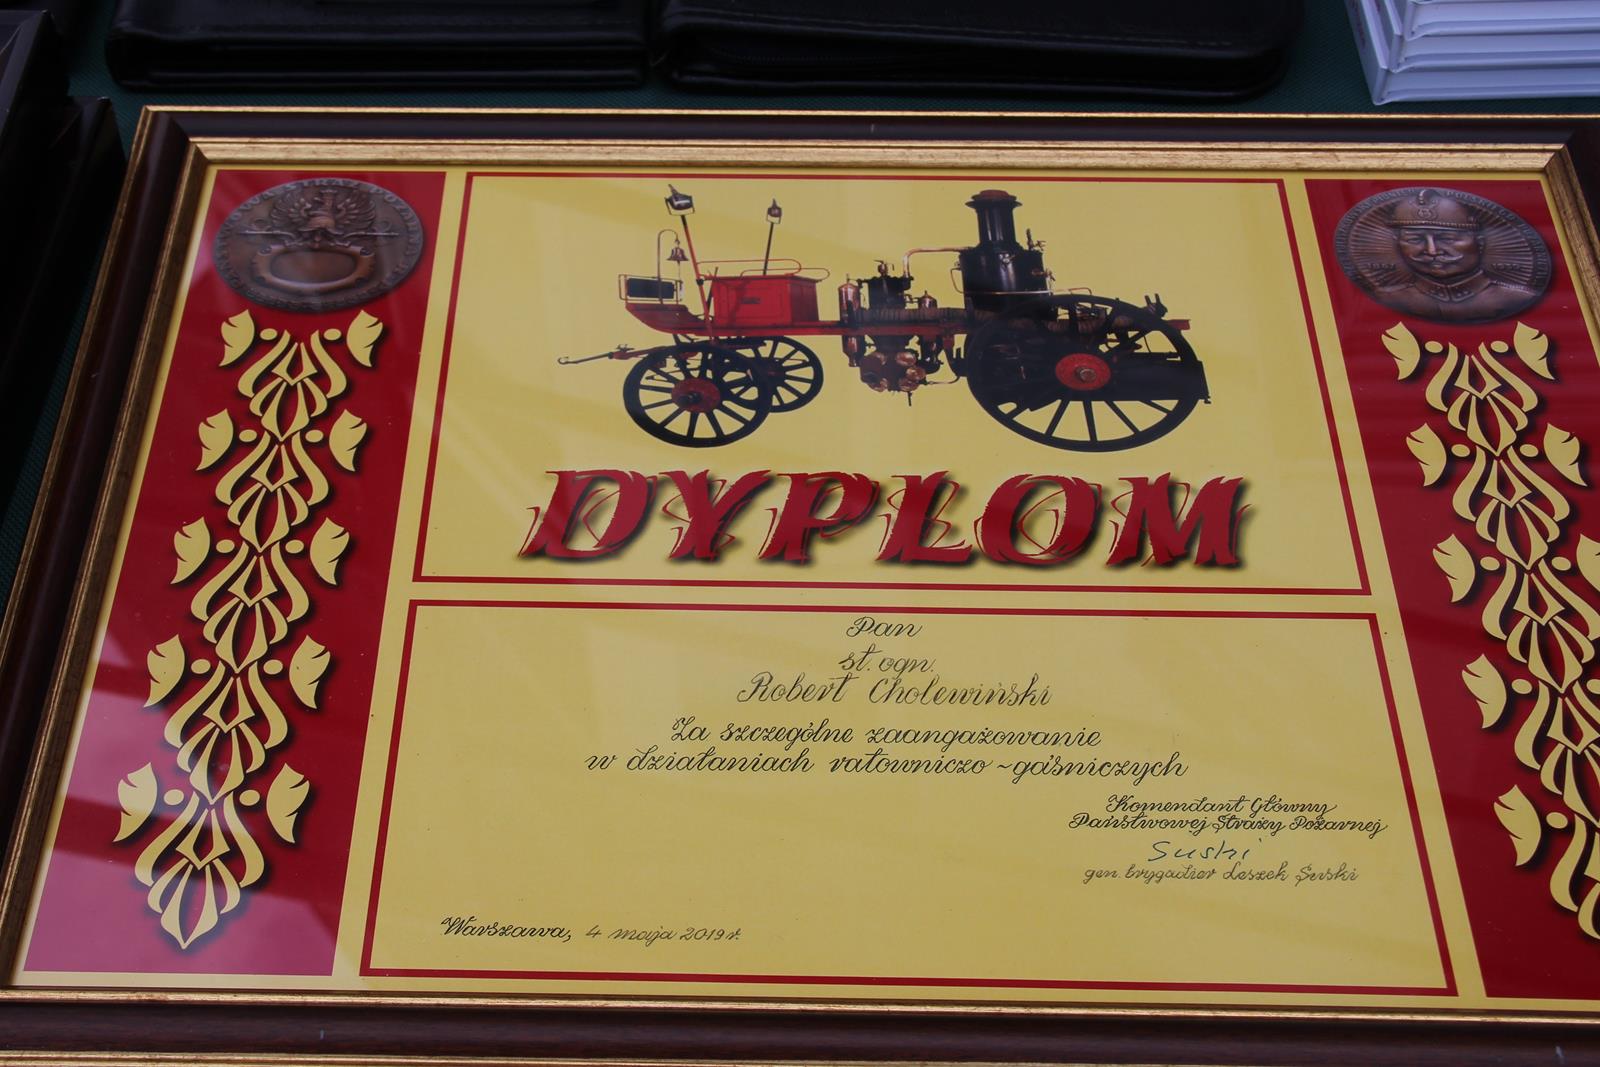 DYPLOM
Pan
st. ogn.
Robert Cholewiński
Za szczególne zaangażowanie
w działaniach ratowniczo-gaśniczych
Komendant Główny
Państwowej Straży Pożarnej
Suski
gen. brygadier Leszek Suski
Warszawa, 4 maja 2019 r.